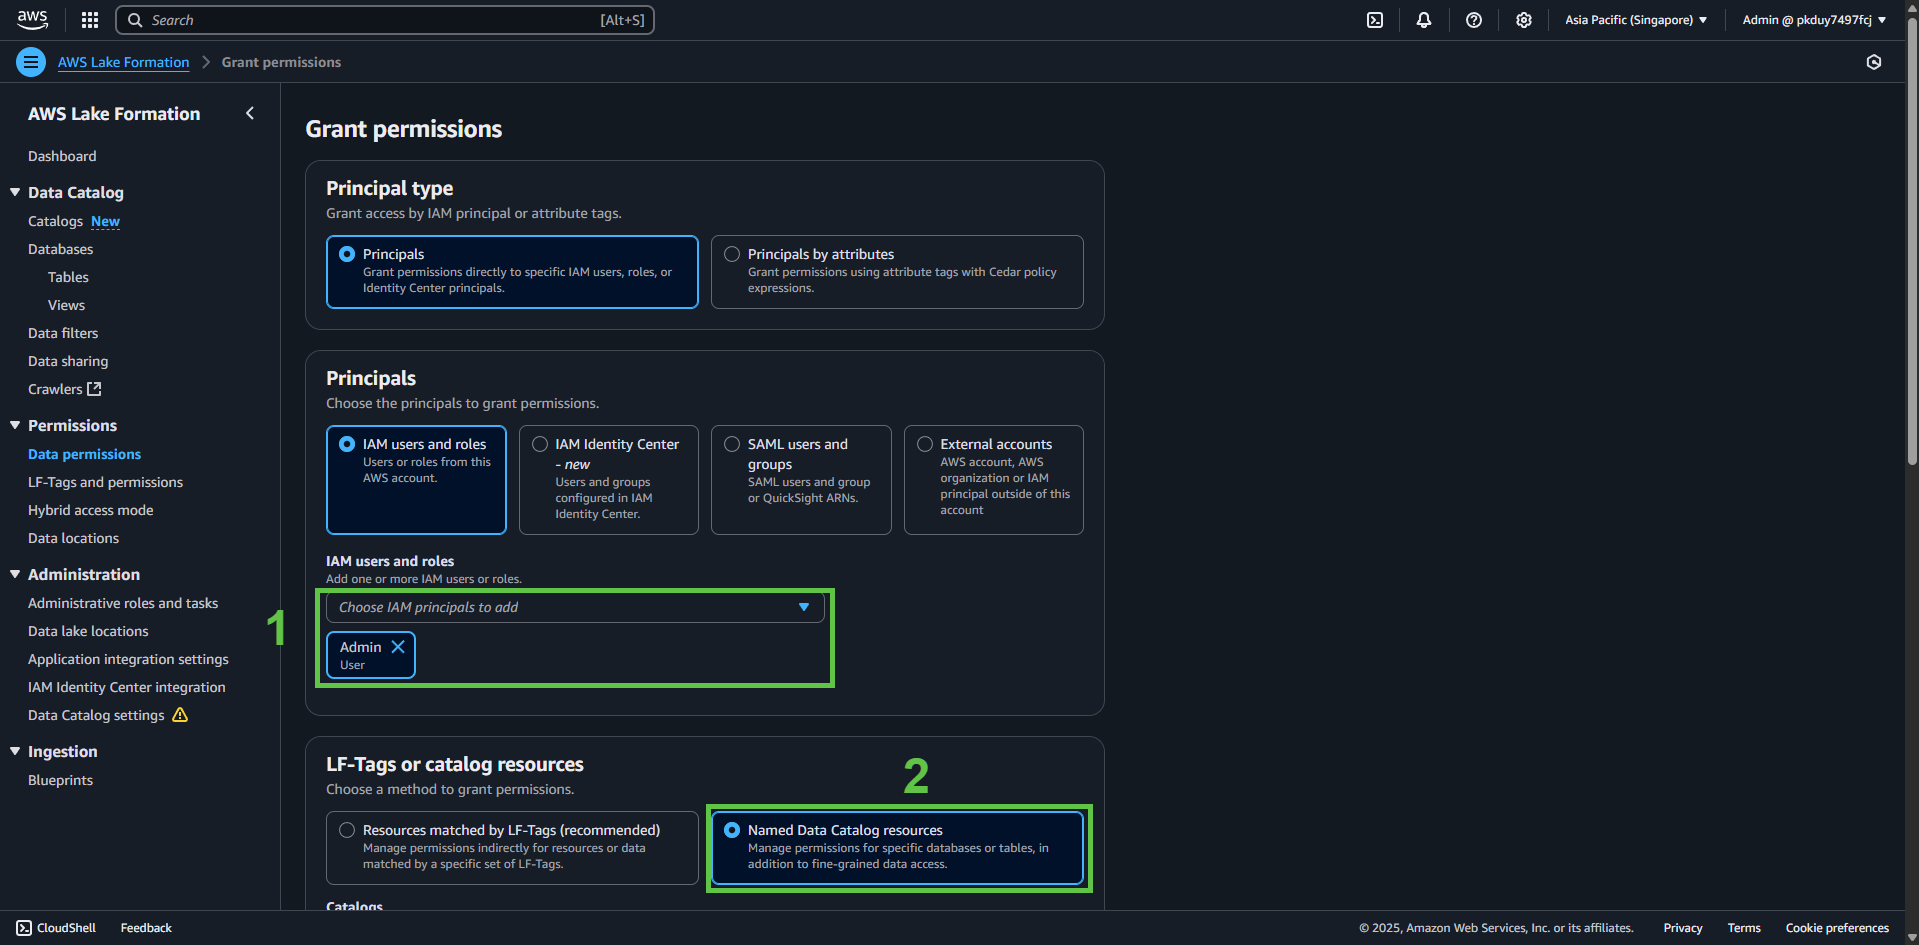 aws
Search
[Alt+S]
Asia Pacific (Singapore)
Admin @ pkduy7497fcj
AWS Lake Formation
Grant permissions
AWS Lake Formation
Dashboard
Data Catalog
Catalogs New
Databases
Tables
Views
Data filters
Data sharing
Crawlers
Permissions
Data permissions
LF-Tags and permissions
Hybrid access mode
Data locations
Administration
Administrative roles and tasks
Data lake locations
Application integration settings
IAM Identity Center integration
Data Catalog settings
Ingestion
Blueprints
Grant permissions
Principal type
Grant access by IAM principal or attribute tags.
Principals
Grant permissions directly to specific IAM users, roles, or
Identity Center principals.
Principals by attributes
Grant permissions using attribute tags with Cedar policy
expressions.
Principals
Choose the principals to grant permissions.
IAM users and roles
Users or roles from this
AWS account.
IAM Identity Center
- new
Users and groups
configured in IAM
Identity Center.
SAML users and
groups
SAML users and group
or QuickSight ARNs.
External accounts
AWS account, AWS
organization or IAM
principal outside of this
account
IAM users and roles
Add one or more IAM users or roles.
1
Choose IAM principals to add
Admin
User
LF-Tags or catalog resources
Choose a method to grant permissions.
2
Resources matched by LF-Tags (recommended)
Manage permissions indirectly for resources or data
matched by a specific set of LF-Tags.
Named Data Catalog resources
Manage permissions for specific databases or tables, in
addition to fine-grained data access.
Catalogs
CloudShell
Feedback
© 2025, Amazon Web Services, Inc. or its affiliates.
Privacy
Terms
Cookie preferences